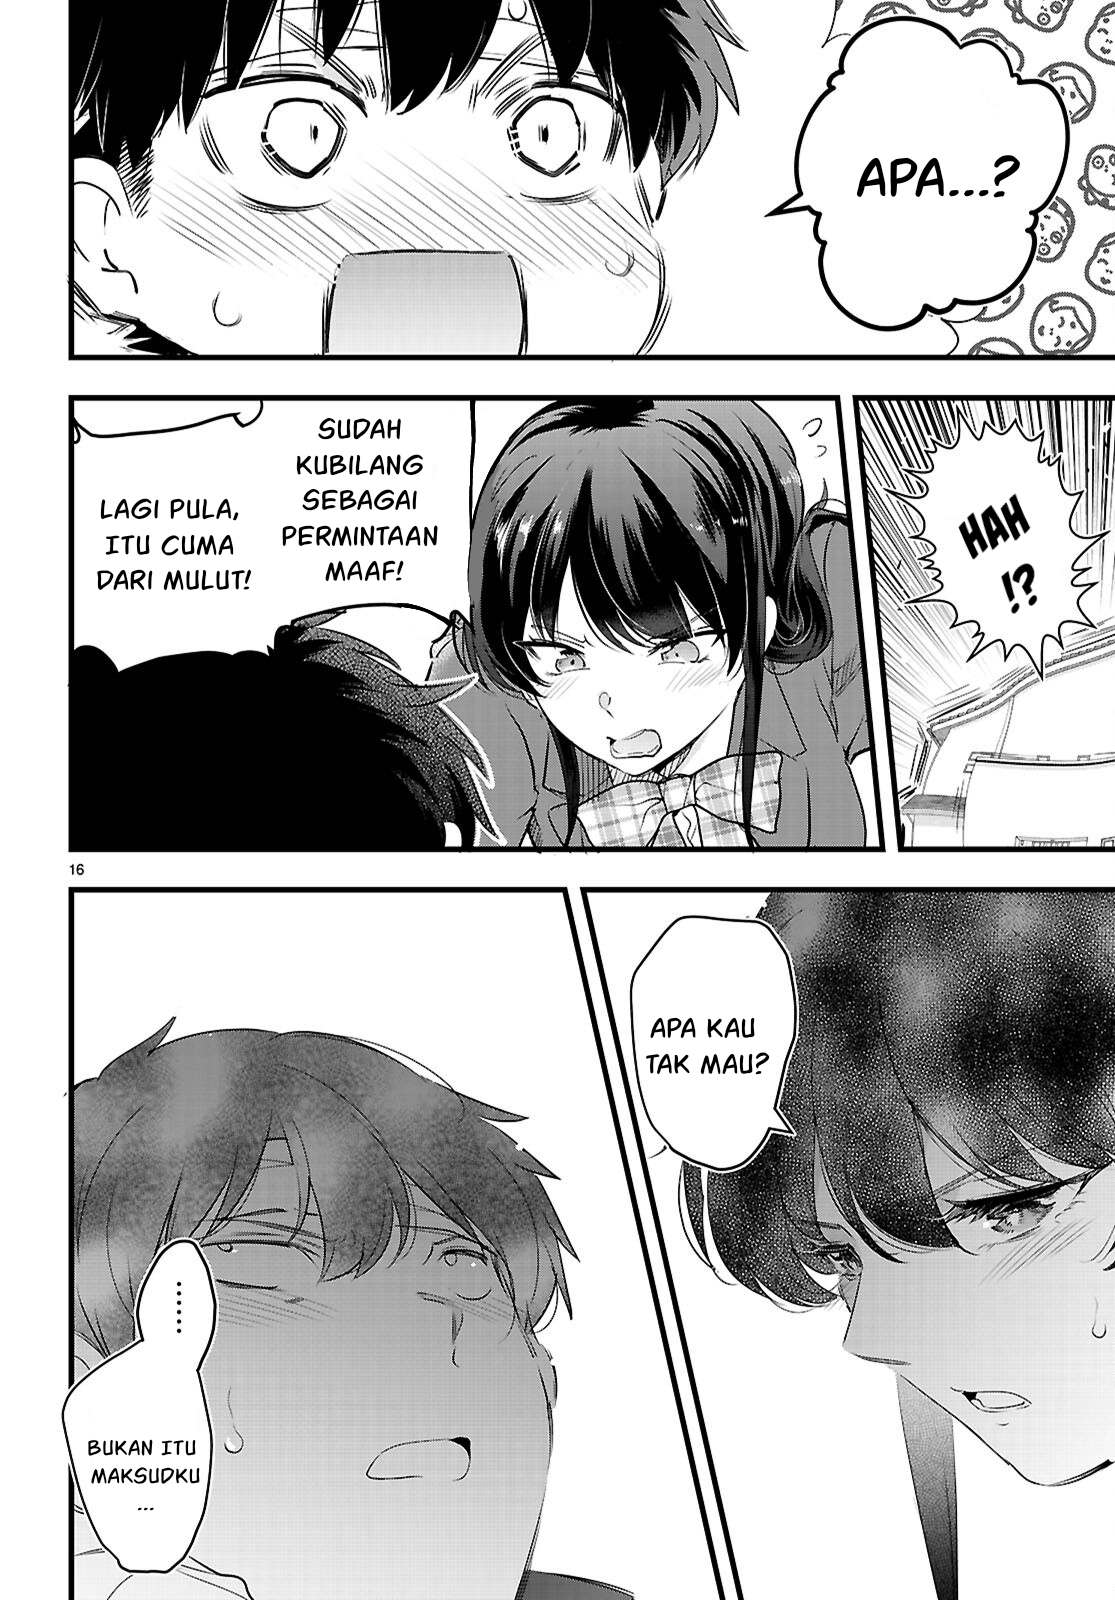 APA....?
HAH
!?
SUDAH
KUBILANG
SEBAGAI
PERMINTAAN
MAAF!
LAGI PULA,
ITU CUMA
DARI MULUT!
16
APA KAU
TAK MAU?
......
BUKAN ITU
MAKSUDKU
...